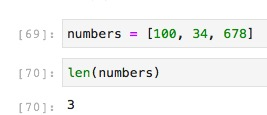 [69]: numbers = [100, 34, 678]
[70]: len(numbers)
[70]: 3